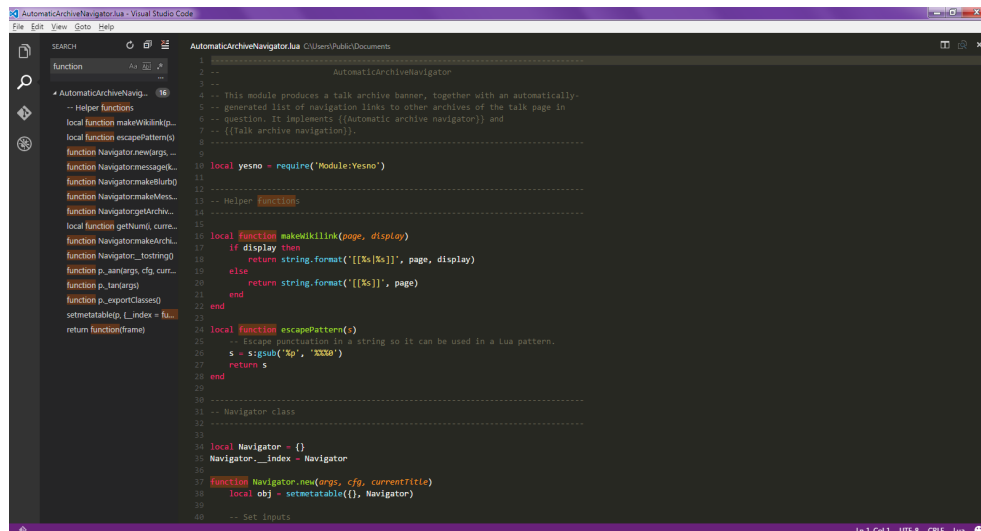 AutomaticArchiveNavigator.lua - Visual Studio Code
File Edit View Goto Help
SEARCH
function
AutomaticArchiveNavig... 16
-- Helper functions
local function makeWikilink(p...
local function escapePattern(s)
function Navigator.new(args, ...
function Navigator:message(k...
function Navigator:makeBlurb()
function Navigator:makeMess...
function Navigator:getArchiv...
local function getNum(i, curre...
function Navigator:makeArchi...
function Navigator:__tostring()
function p._aan(args, cfg, curr...
function p._tan(args)
function p._exportClasses()
setmetatable(p, {__index = fu...
return function(frame)
AutomaticArchiveNavigator.lua C:\Users\Public\Documents
1 -------------------------------------------------------------------------------
2 -- AutomaticArchiveNavigator
3 --
4 -- This module produces a talk archive banner, together with an automatically-
5 -- generated list of navigation links to other archives of the talk page in
6 -- question. It implements {{Automatic archive navigator}} and
7 -- {{Talk archive navigation}}.
8 -------------------------------------------------------------------------------
9
10 local yesno = require('Module:Yesno')
11
12 -------------------------------------------------------------------------------
13 -- Helper functions
14 -------------------------------------------------------------------------------
15
16 local function makeWikilink(page, display)
17 if display then
18 return string.format('[[%s|%s]]', page, display)
19 else
20 return string.format('[[%s]]', page)
21 end
22 end
23
24 local function escapePattern(s)
25 -- Escape punctuation in a string so it can be used in a Lua pattern.
26 s = s:gsub('%p', '%%%0')
27 return s
28 end
29
30 -------------------------------------------------------------------------------
31 -- Navigator class
32 -------------------------------------------------------------------------------
33
34 local Navigator = {}
35 Navigator.__index = Navigator
36
37 function Navigator.new(args, cfg, currentTitle)
38 local obj = setmetatable({}, Navigator)
39
40 -- Set inputs
Ln 1, Col 1 UTF-8 CRLF Lua